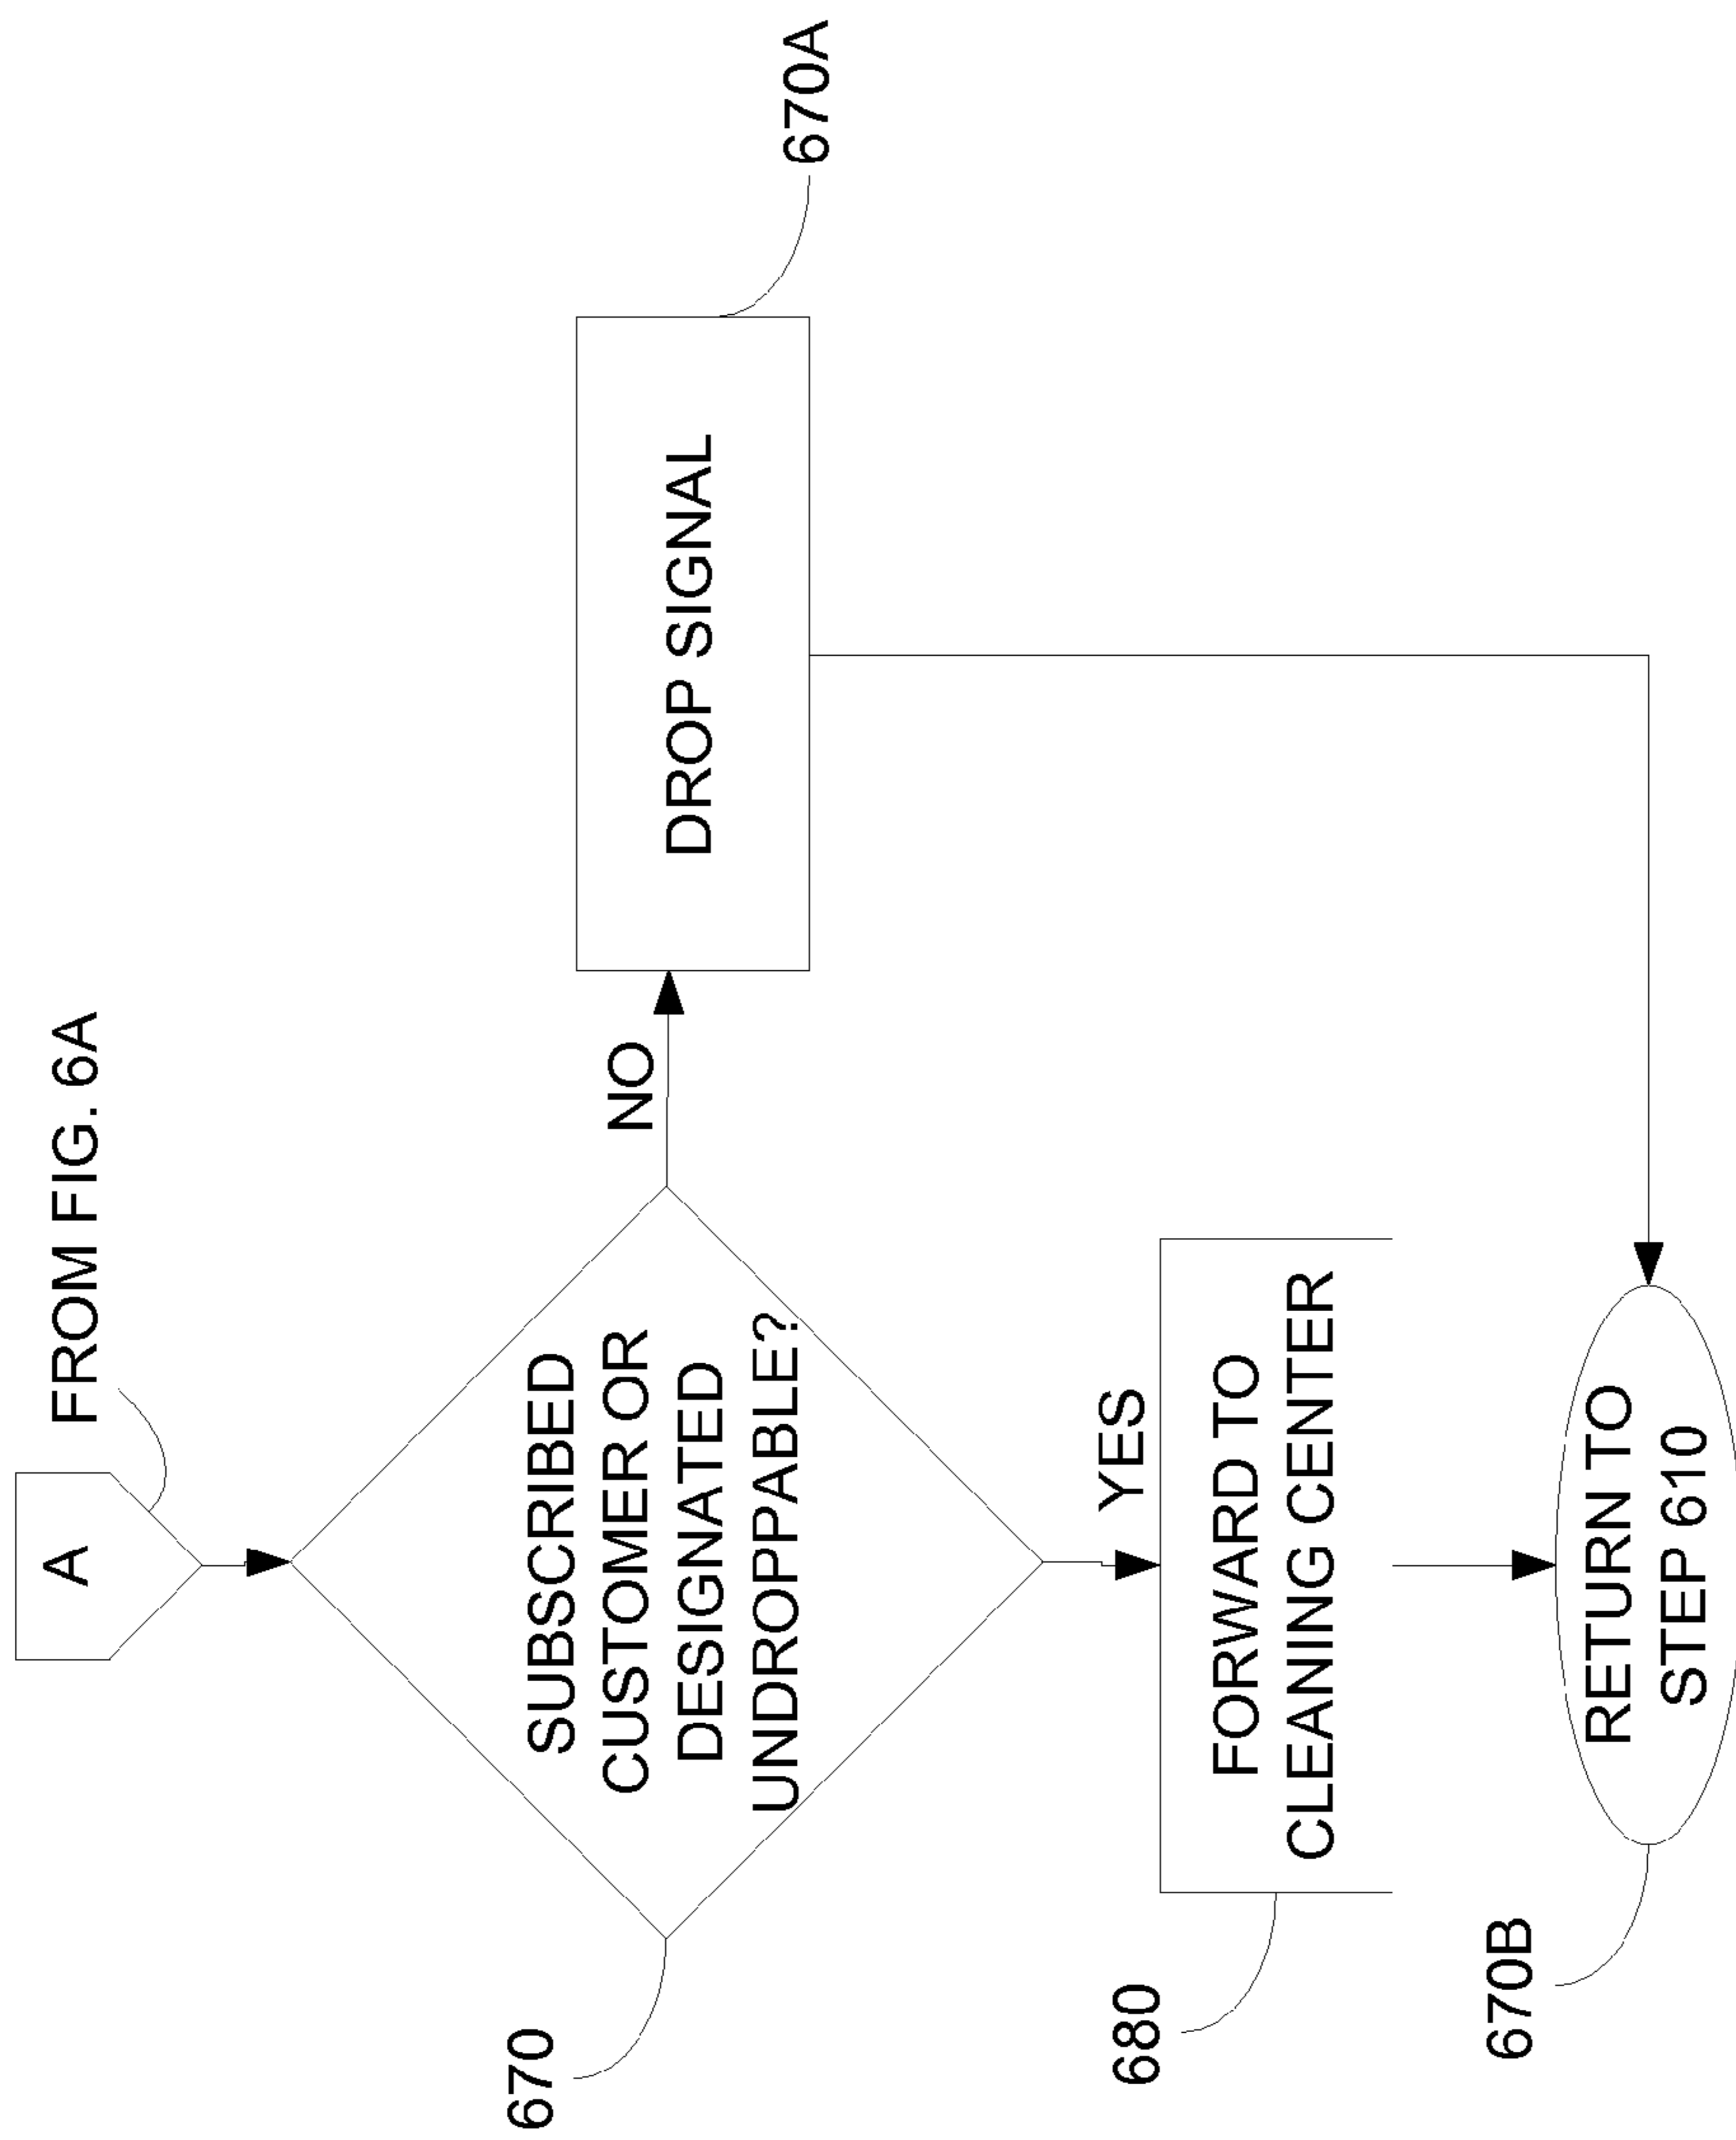 A
FROM FIG. 6A
670
SUBSCRIBED
CUSTOMER OR
DESIGNATED
UNDROPPABLE?
NO
DROP SIGNAL
670A
YES
680
FORWARD TO
CLEANING CENTER
670B
RETURN TO
STEP 610